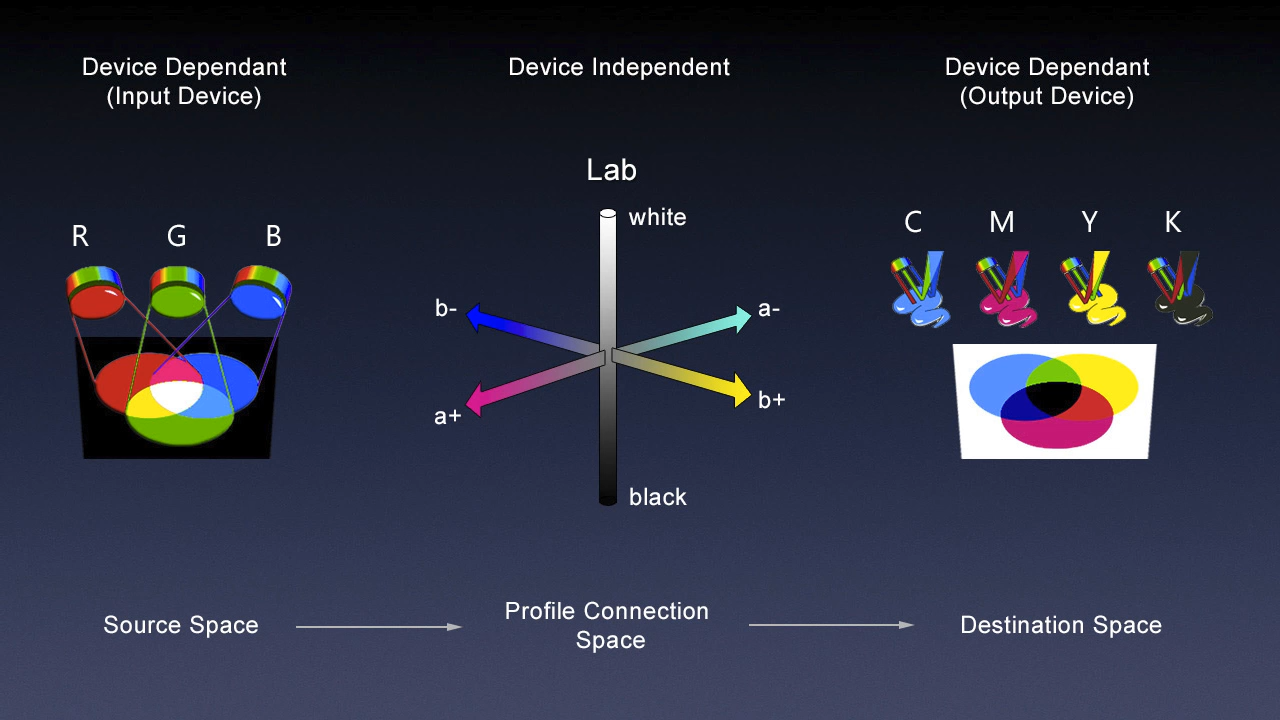 Device Dependant
(Input Device)
Device Independent
Device Dependant
(Output Device)
Lab
white
R G B
C M Y K
b-
a-
a+
b+
black
Source Space
Profile Connection
Space
Destination Space